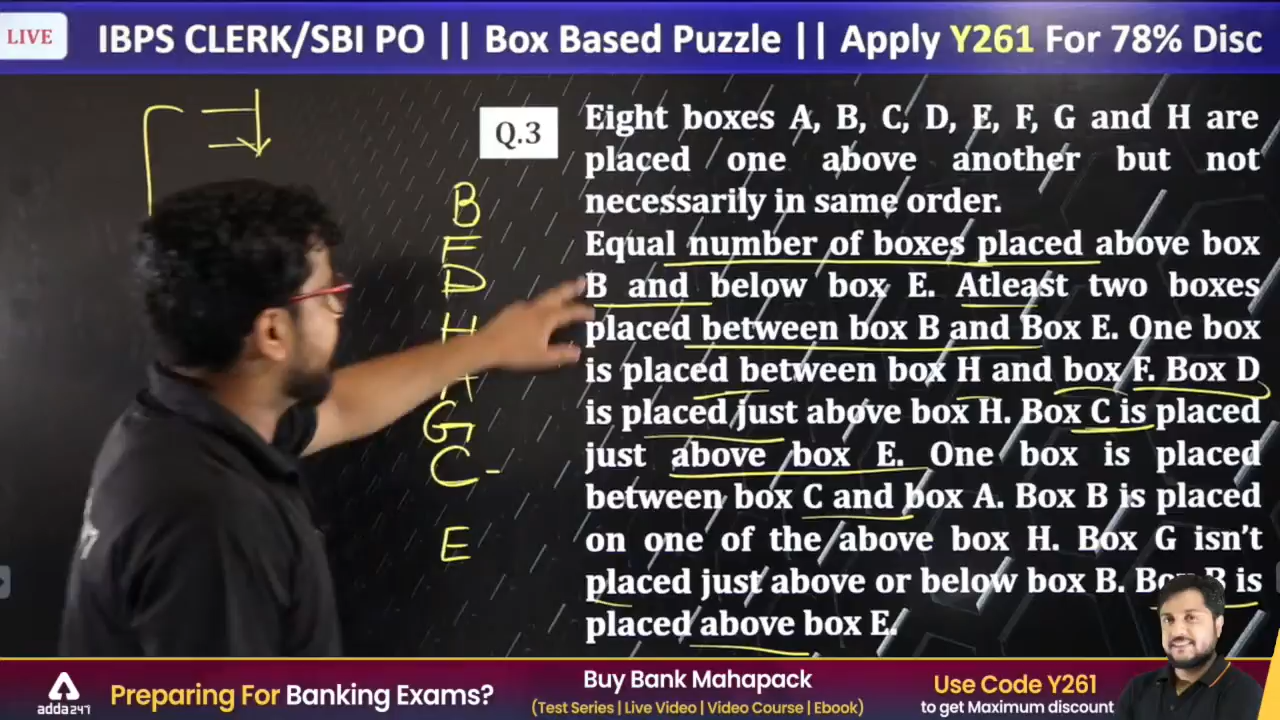 LIVE
IBPS CLERK/SBI PO || Box Based Puzzle || Apply Y261 For 78% Disc
Q.3
Eight boxes A, B, C, D, E, F, G and H are
placed one above another but not
necessarily in same order.
Equal number of boxes placed above box
B and below box E. Atleast two boxes
placed between box B and Box E. One box
is placed between box H and box F. Box D
is placed just above box H. Box C is placed
just above box E. One box is placed
between box C and box A. Box B is placed
on one of the above box H. Box G isn't
placed just above or below box B. Box B is
placed above box E.
B
F
D
H
A
G
C -
E
adda247
Preparing For Banking Exams?
Buy Bank Mahapack
(Test Series | Live Video | Video Course | Ebook)
Use Code Y261
to get Maximum discount